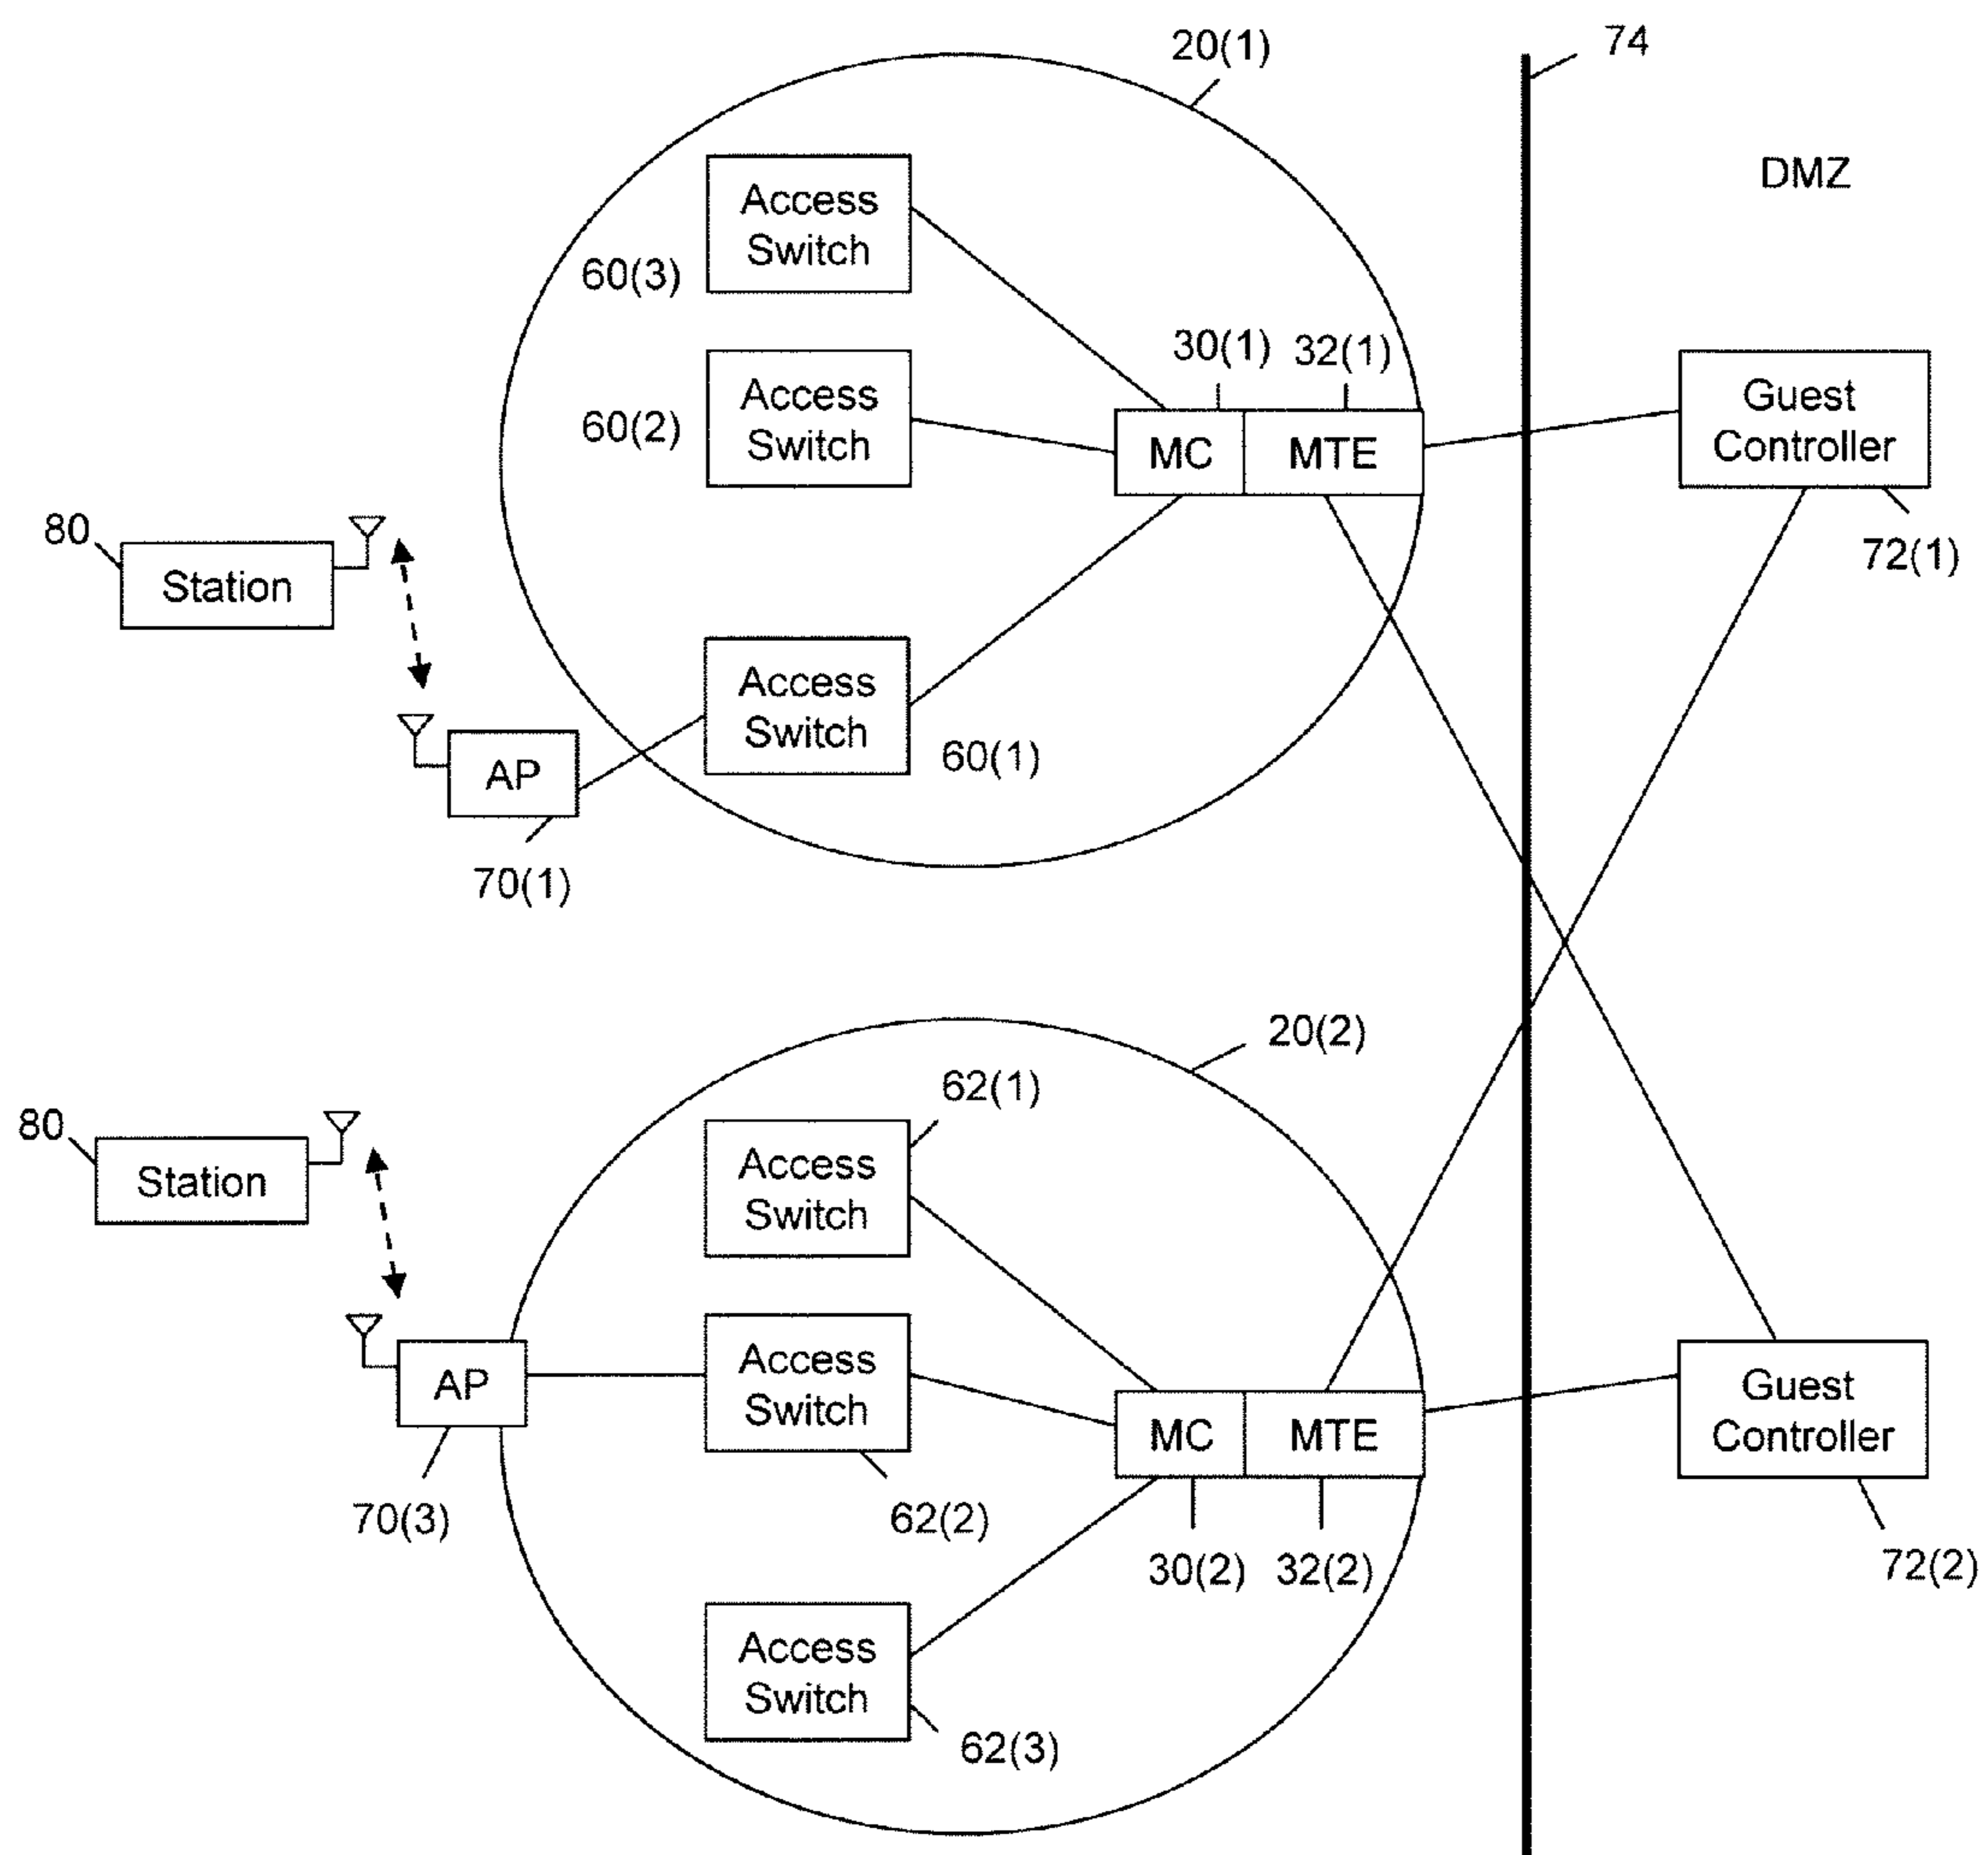 20(1)
74
DMZ
Access
Switch
60(3)
30(1)
32(1)
Access
Switch
60(2)
MC
MTE
Guest
Controller
72(1)
80
Station
Access
Switch
60(1)
AP
70(1)
20(2)
62(1)
80
Station
Access
Switch
AP
70(3)
Access
Switch
62(2)
MC
MTE
30(2)
32(2)
Guest
Controller
72(2)
Access
Switch
62(3)